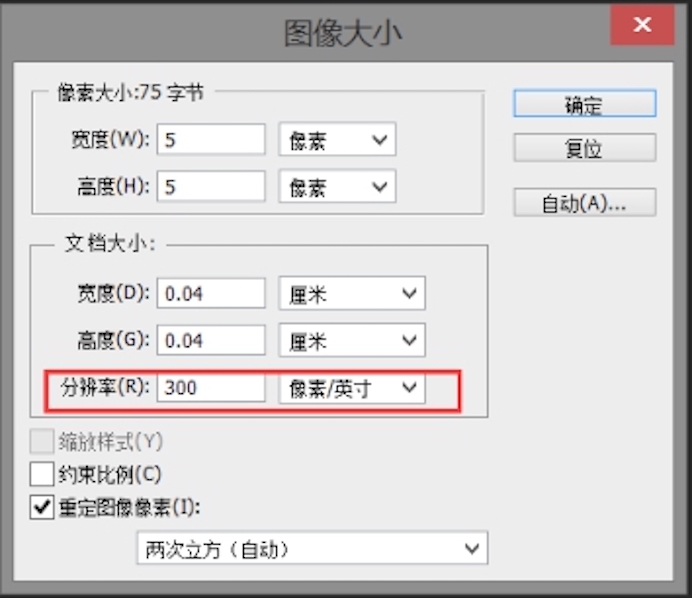 图像大小
像素大小:75 字节
宽度(W): 5 像素
高度(H): 5 像素
确定
复位
自动(A)...
文档大小:
宽度(D): 0.04 厘米
高度(G): 0.04 厘米
分辨率(R): 300 像素/英寸
缩放样式(Y)
约束比例(C)
重定图像像素(I):
两次立方（自动）